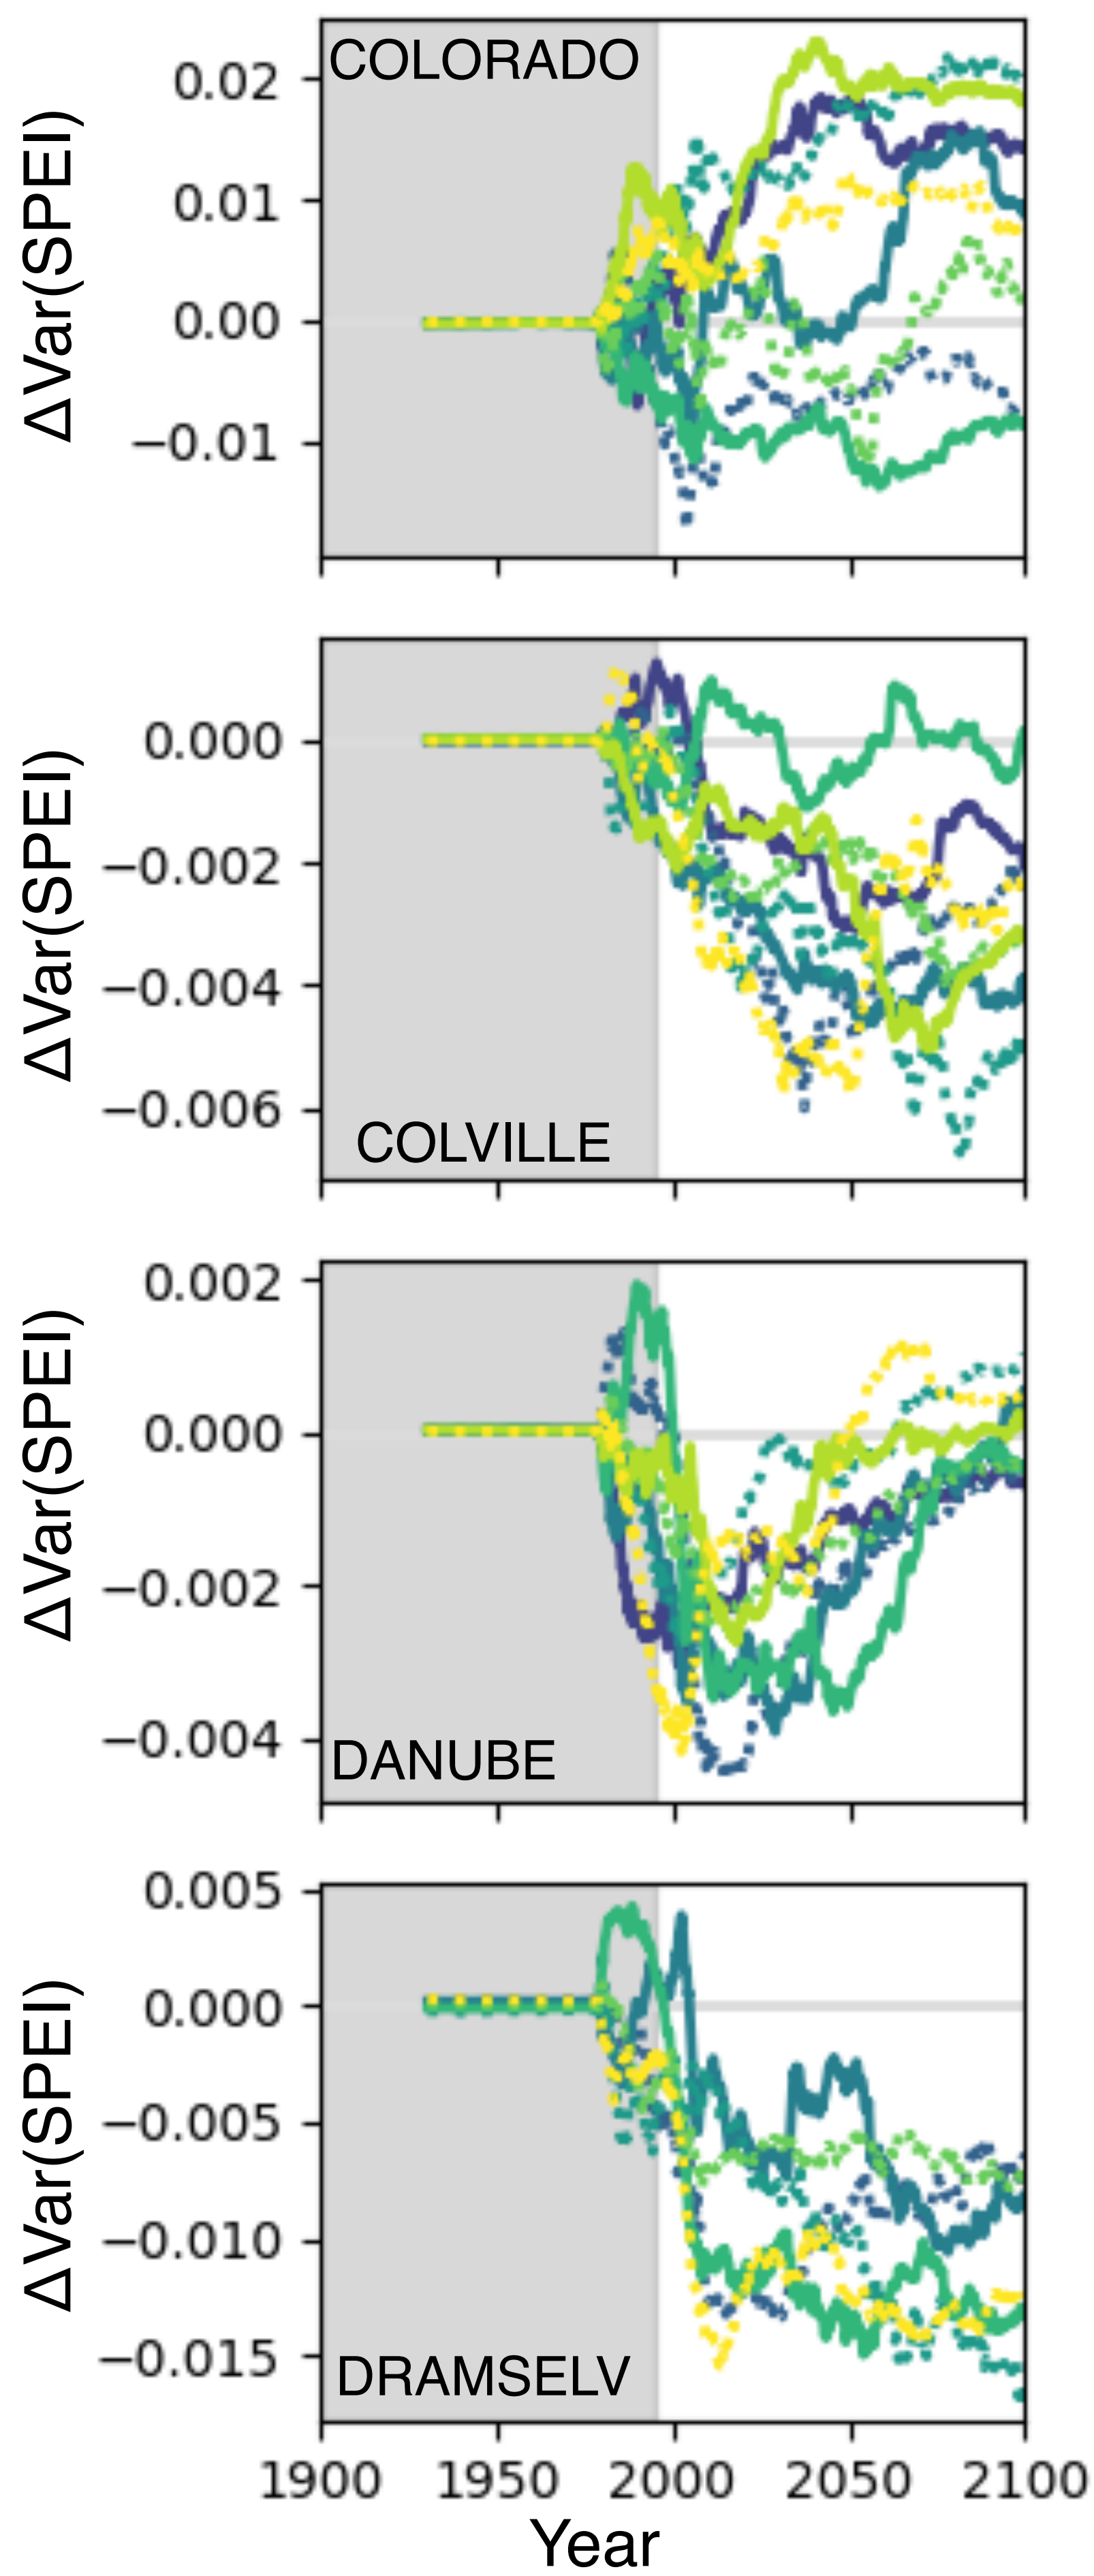 COLORADO
0.02
0.01
0.00
−0.01
ΔVar(SPEI)
0.000
−0.002
−0.004
−0.006
ΔVar(SPEI)
COLVILLE
0.002
0.000
−0.002
−0.004
ΔVar(SPEI)
DANUBE
0.005
0.000
−0.005
−0.010
−0.015
ΔVar(SPEI)
DRAMSELV
1900 1950 2000 2050 2100
Year